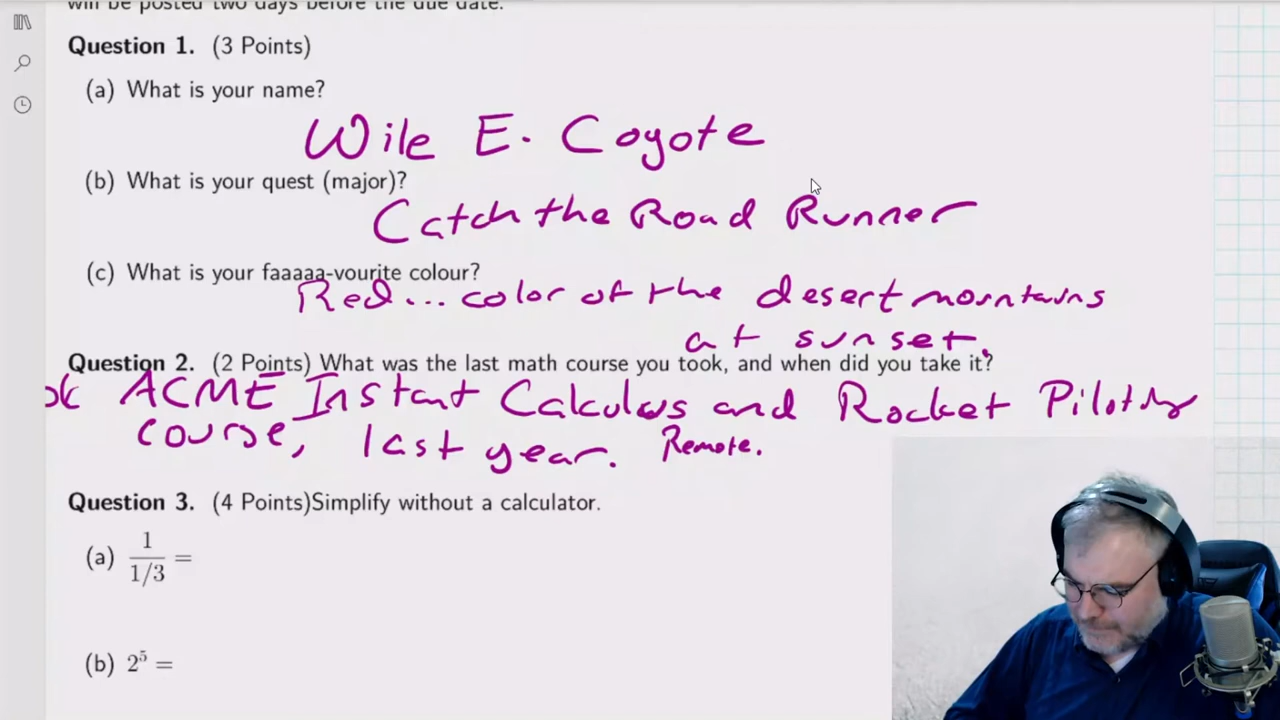 will be posted two days before the due date.
Question 1. (3 Points)
(a) What is your name?
Wile E. Coyote
(b) What is your quest (major)?
Catch the Road Runner
(c) What is your faaaaa-vourite colour?
Red... color of the desert mountains
at sunset.
Question 2. (2 Points) What was the last math course you took, and when did you take it?
ACME Instant Calculus and Rocket Piloting
course, last year. Remote.
Question 3. (4 Points)Simplify without a calculator.
(a) 1/(1/3) =
(b) 2⁵ =